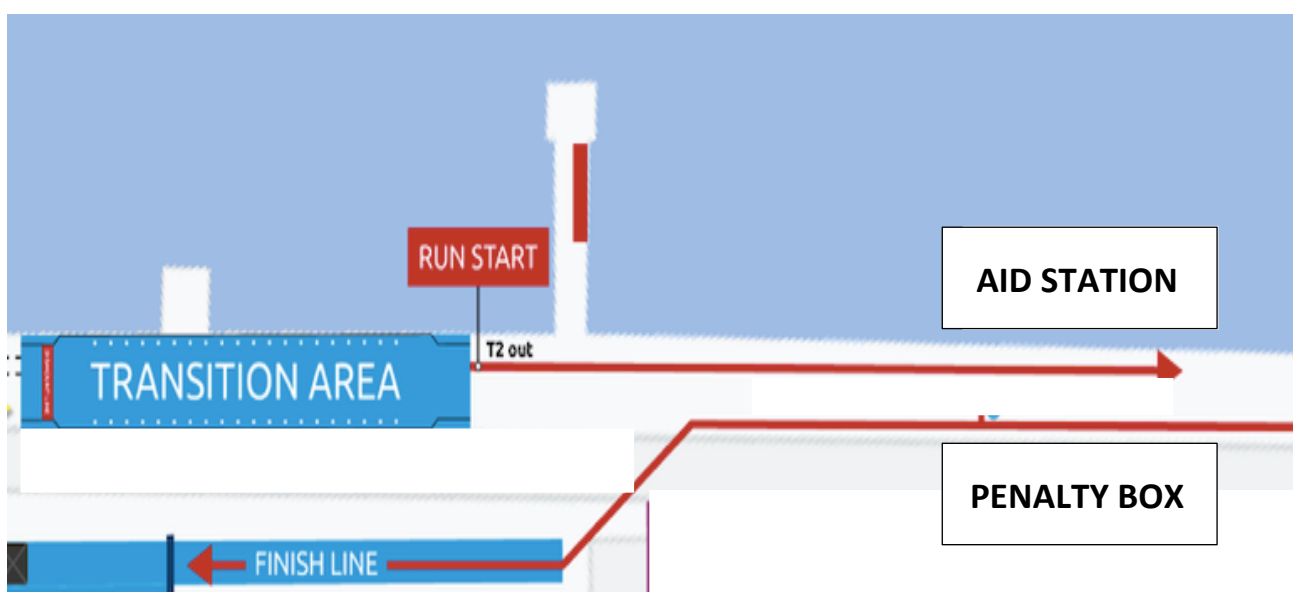 RUN START
AID STATION
T2 out
TRANSITION AREA
PENALTY BOX
FINISH LINE